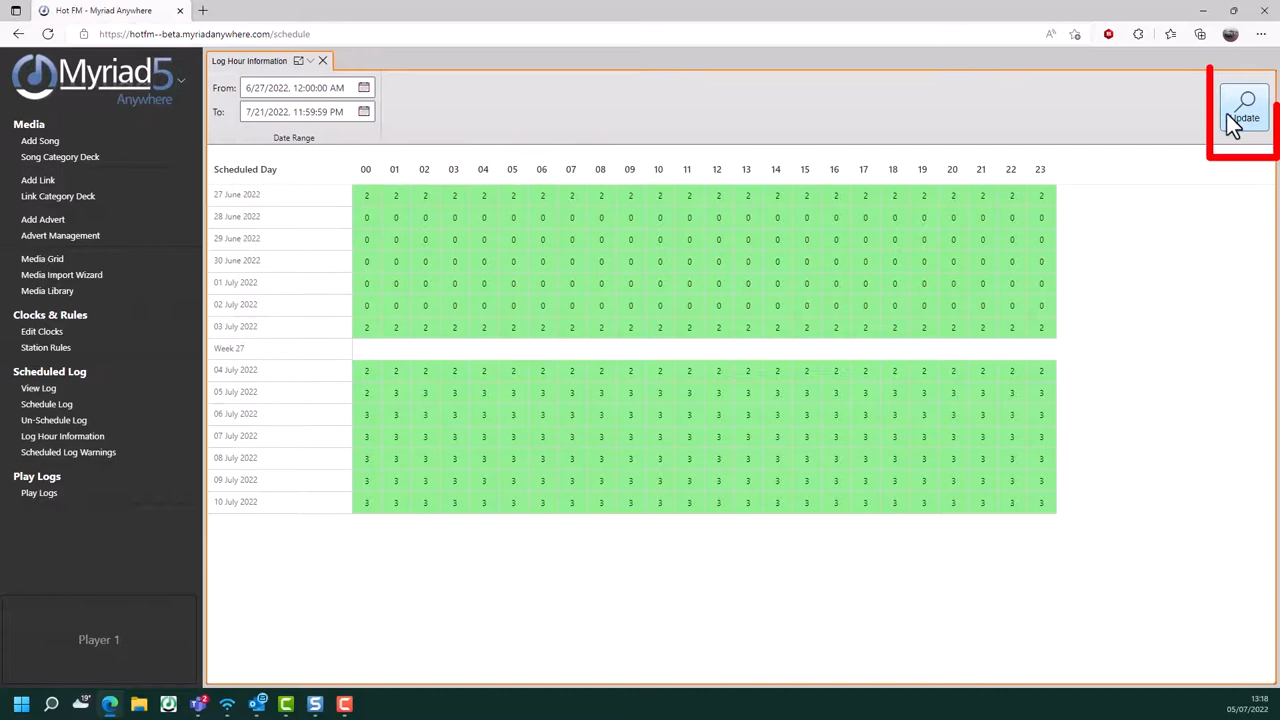 Hot FM - Myriad Anywhere
https://hotfm--beta.myriadanywhere.com/schedule
Myriad5
Anywhere
Media
Add Song
Song Category Deck
Add Link
Link Category Deck
Add Advert
Advert Management
Media Grid
Media Import Wizard
Media Library
Clocks & Rules
Edit Clocks
Station Rules
Scheduled Log
View Log
Schedule Log
Un-Schedule Log
Log Hour Information
Scheduled Log Warnings
Play Logs
Play Logs
Player 1
Log Hour Information
From: 6/27/2022, 12:00:00 AM
To: 7/21/2022, 11:59:59 PM
Date Range
Update
Scheduled Day 00 01 02 03 04 05 06 07 08 09 10 11 12 13 14 15 16 17 18 19 20 21 22 23
27 June 2022 2 2 2 2 2 2 2 2 2 2 2 2 2 2 2 2 2 2 2 2 2 2 2 2
28 June 2022 0 0 0 0 0 0 0 0 0 0 0 0 0 0 0 0 0 0 0 0 0 0 0 0
29 June 2022 0 0 0 0 0 0 0 0 0 0 0 0 0 0 0 0 0 0 0 0 0 0 0 0
30 June 2022 0 0 0 0 0 0 0 0 0 0 0 0 0 0 0 0 0 0 0 0 0 0 0 0
01 July 2022 0 0 0 0 0 0 0 0 0 0 0 0 0 0 0 0 0 0 0 0 0 0 0 0
02 July 2022 0 0 0 0 0 0 0 0 0 0 0 0 0 0 0 0 0 0 0 0 0 0 0 0
03 July 2022 2 2 2 2 2 2 2 2 2 2 2 2 2 2 2 2 2 2 2 2 2 2 2 2
Week 27
04 July 2022 2 2 2 2 2 2 2 2 2 2 2 2 2 2 2 2 2 2 2 2 2 2 2 2
05 July 2022 2 3 3 3 3 3 3 3 3 3 3 3 3 3 3 3 3 3 3 3 3 3 3 3
06 July 2022 3 3 3 3 3 3 3 3 3 3 3 3 3 3 3 3 3 3 3 3 3 3 3 3
07 July 2022 3 3 3 3 3 3 3 3 3 3 3 3 3 3 3 3 3 3 3 3 3 3 3 3
08 July 2022 3 3 3 3 3 3 3 3 3 3 3 3 3 3 3 3 3 3 3 3 3 3 3 3
09 July 2022 3 3 3 3 3 3 3 3 3 3 3 3 3 3 3 3 3 3 3 3 3 3 3 3
10 July 2022 3 3 3 3 3 3 3 3 3 3 3 3 3 3 3 3 3 3 3 3 3 3 3 3
19°
2
13:18
05/07/2022